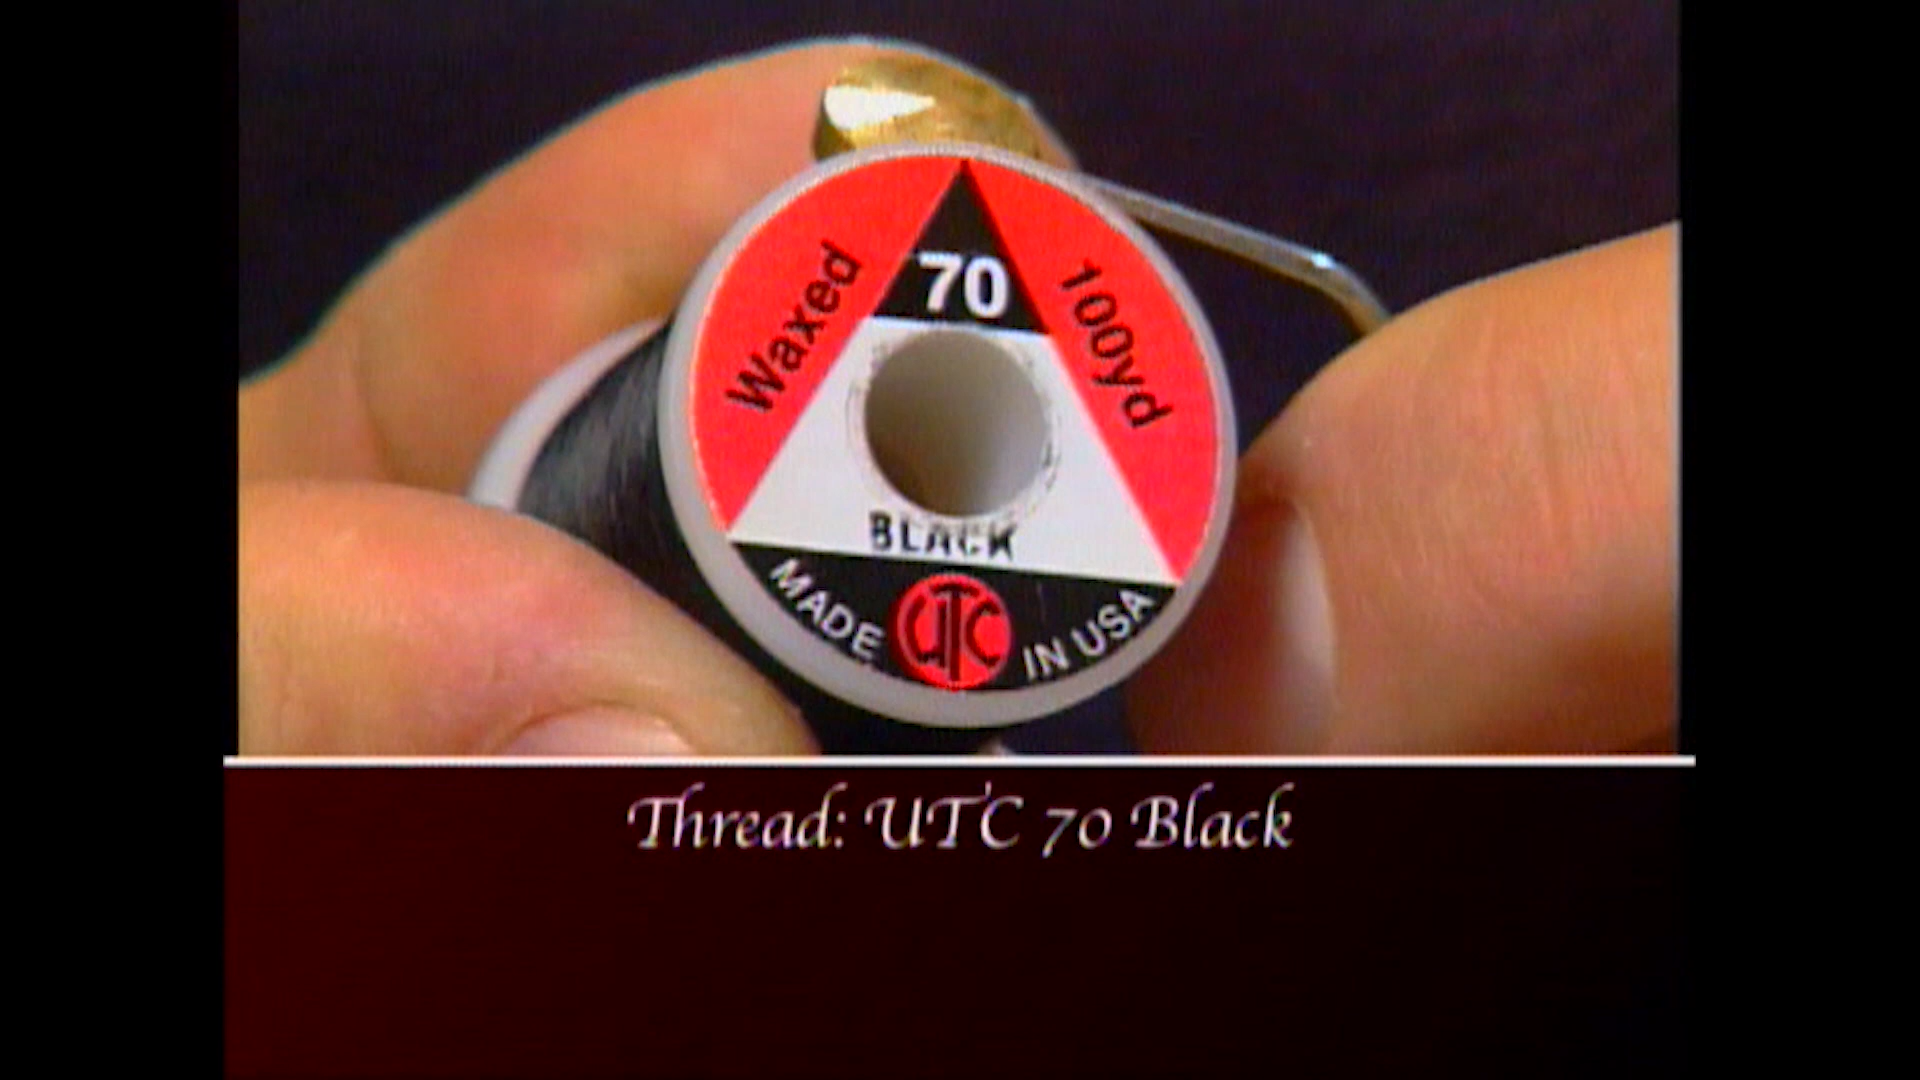 70
Waxed
100yd
BLACK
MADE UTC IN USA
Thread: UTC 70 Black